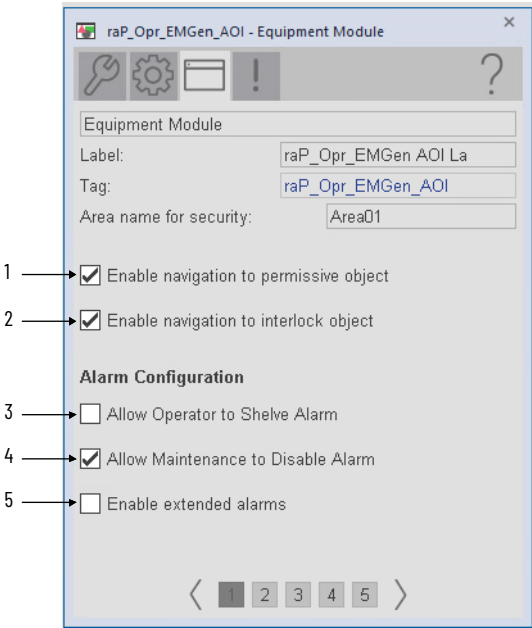 raP_Opr_EMGen_AOI - Equipment Module
Equipment Module
Label: raP_Opr_EMGen AOI La
Tag: raP_Opr_EMGen_AOI
Area name for security: Area01
1 Enable navigation to permissive object
2 Enable navigation to interlock object
Alarm Configuration
3 Allow Operator to Shelve Alarm
4 Allow Maintenance to Disable Alarm
5 Enable extended alarms
1 2 3 4 5